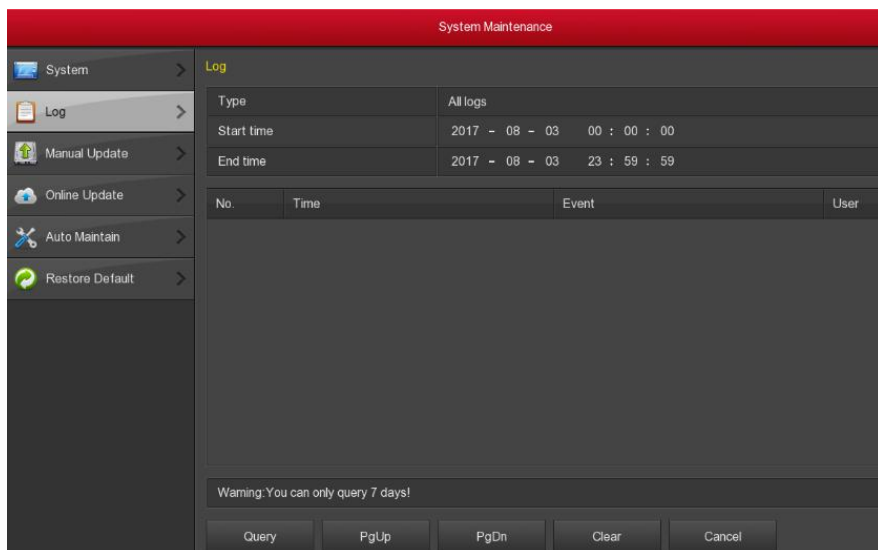 System Maintenance
System
Log
Manual Update
Online Update
Auto Maintain
Restore Default
Log
Type All logs
Start time 2017 - 08 - 03 00 : 00 : 00
End time 2017 - 08 - 03 23 : 59 : 59
No. Time Event User
Warning:You can only query 7 days!
Query PgUp PgDn Clear Cancel